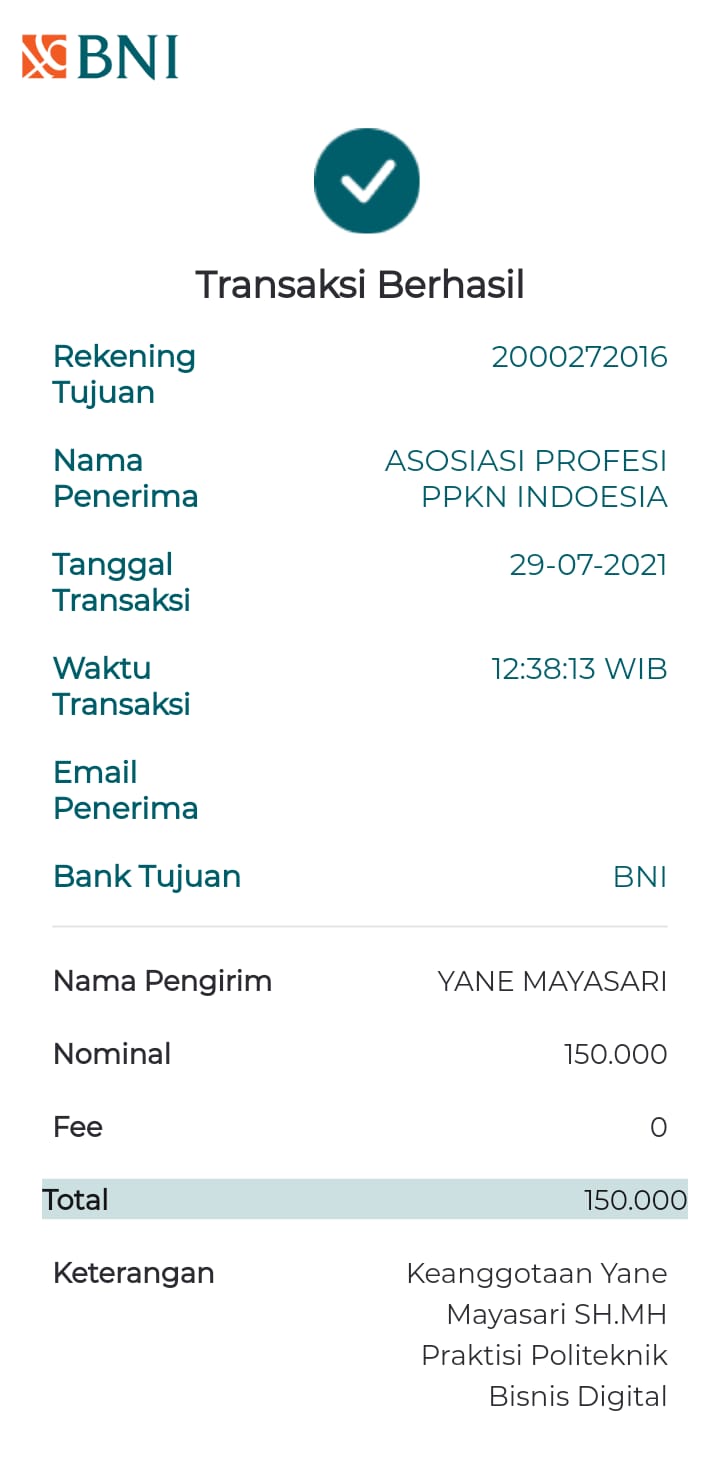 BNI
Transaksi Berhasil
Rekening 2000272016
Tujuan
Nama ASOSIASI PROFESI
Penerima PPKN INDOESIA
Tanggal 29-07-2021
Transaksi
Waktu 12:38:13 WIB
Transaksi
Email
Penerima
Bank Tujuan BNI
Nama Pengirim YANE MAYASARI
Nominal 150.000
Fee 0
Total 150.000
Keterangan Keanggotaan Yane
Mayasari SH.MH
Praktisi Politeknik
Bisnis Digital